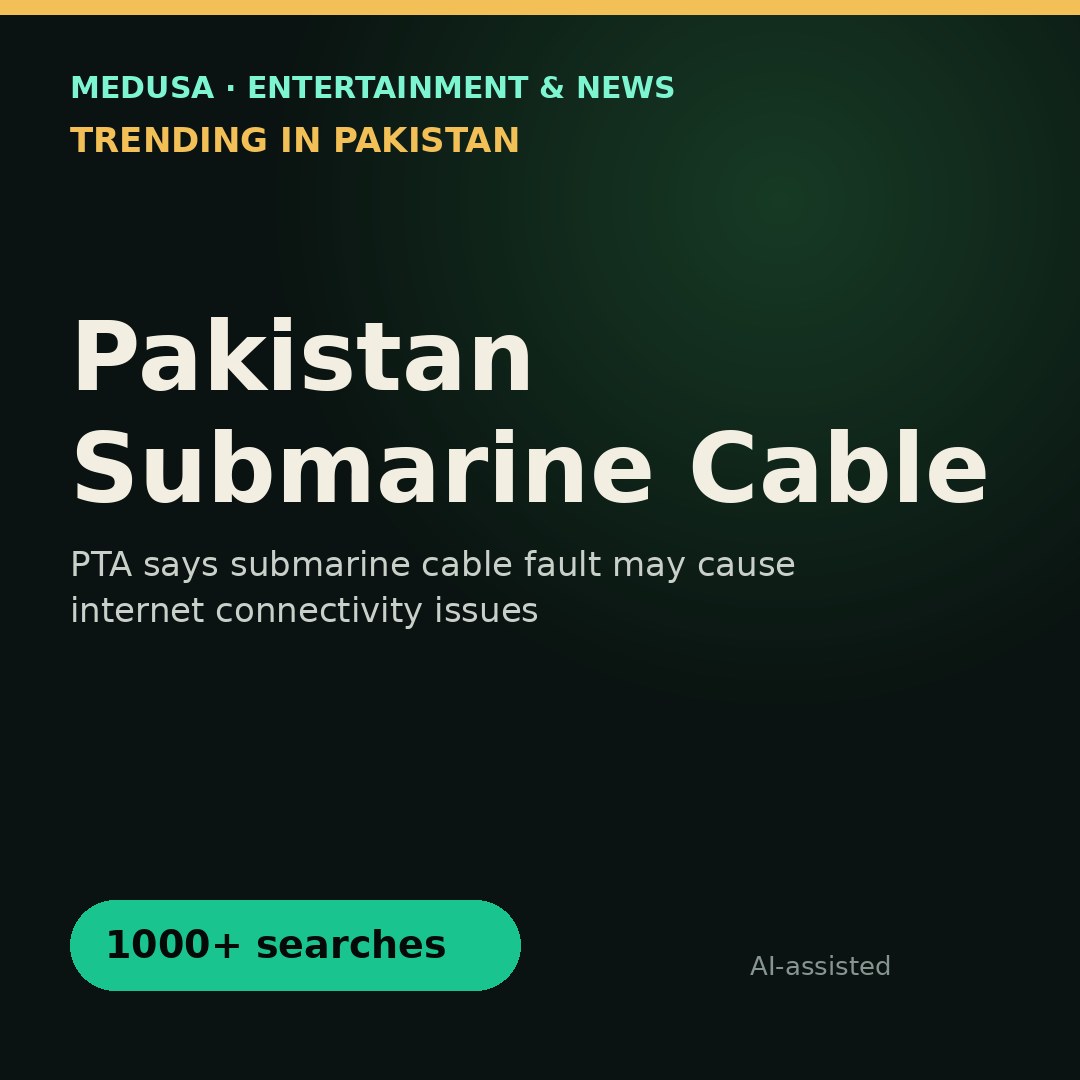 MEDUSA · ENTERTAINMENT & NEWS
TRENDING IN PAKISTAN
Pakistan
Submarine Cable
PTA says submarine cable fault may cause
internet connectivity issues
1000+ searches
AI-assisted